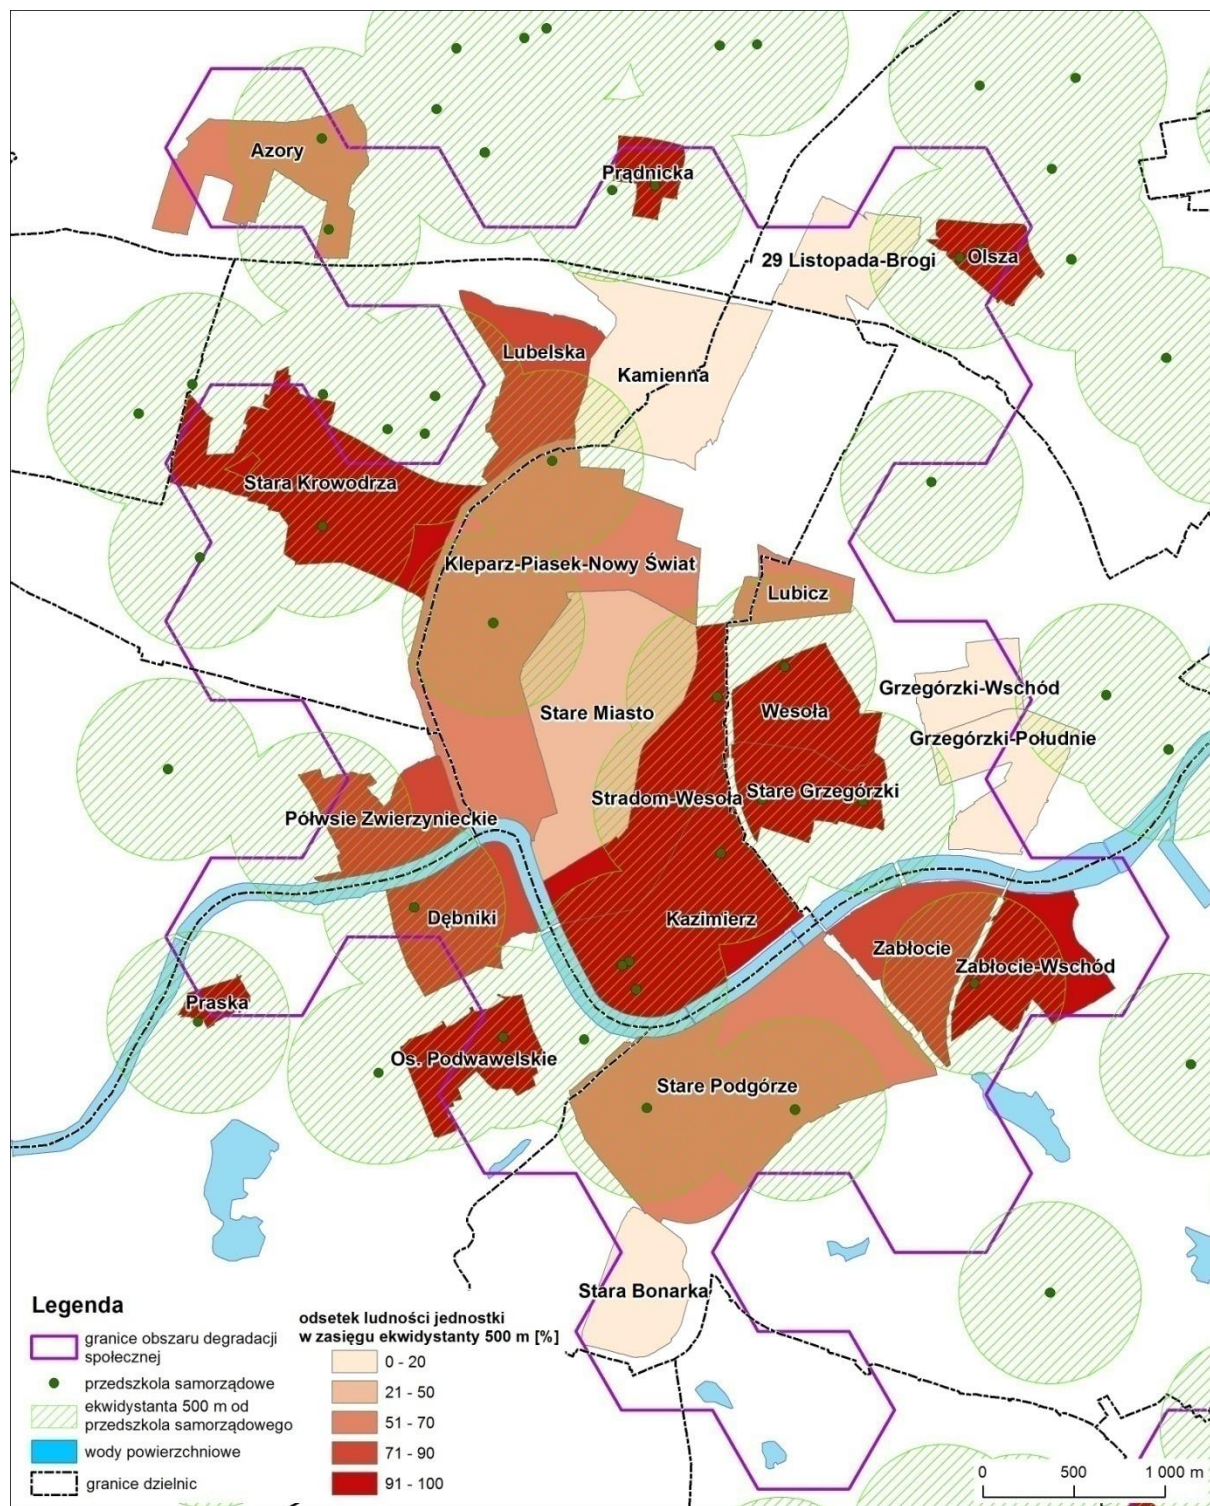 Azory
Prądnicka
29 Listopada-Brogi
Olsza
Lubelska
Kamienna
Stara Krowodrza
Kleparz-Piasek-Nowy Świat
Lubicz
Grzegórzki-Wschód
Stare Miasto
Wesoła
Grzegórzki-Południe
Stradom-Wesoła
Stare Grzegórzki
Półwsie Zwierzynieckie
Dębniki
Kazimierz
Zabłocie
Zabłocie-Wschód
Praska
Os. Podwawelskie
Stare Podgórze
Stara Bonarka
Legenda
granice obszaru degradacji
społecznej
przedszkola samorządowe
ekwidystanta 500 m od
przedszkola samorządowego
wody powierzchniowe
granice dzielnic
odsetek ludności jednostki
w zasięgu ekwidystanty 500 m [%]
0 - 20
21 - 50
51 - 70
71 - 90
91 - 100
0 500 1 000 m